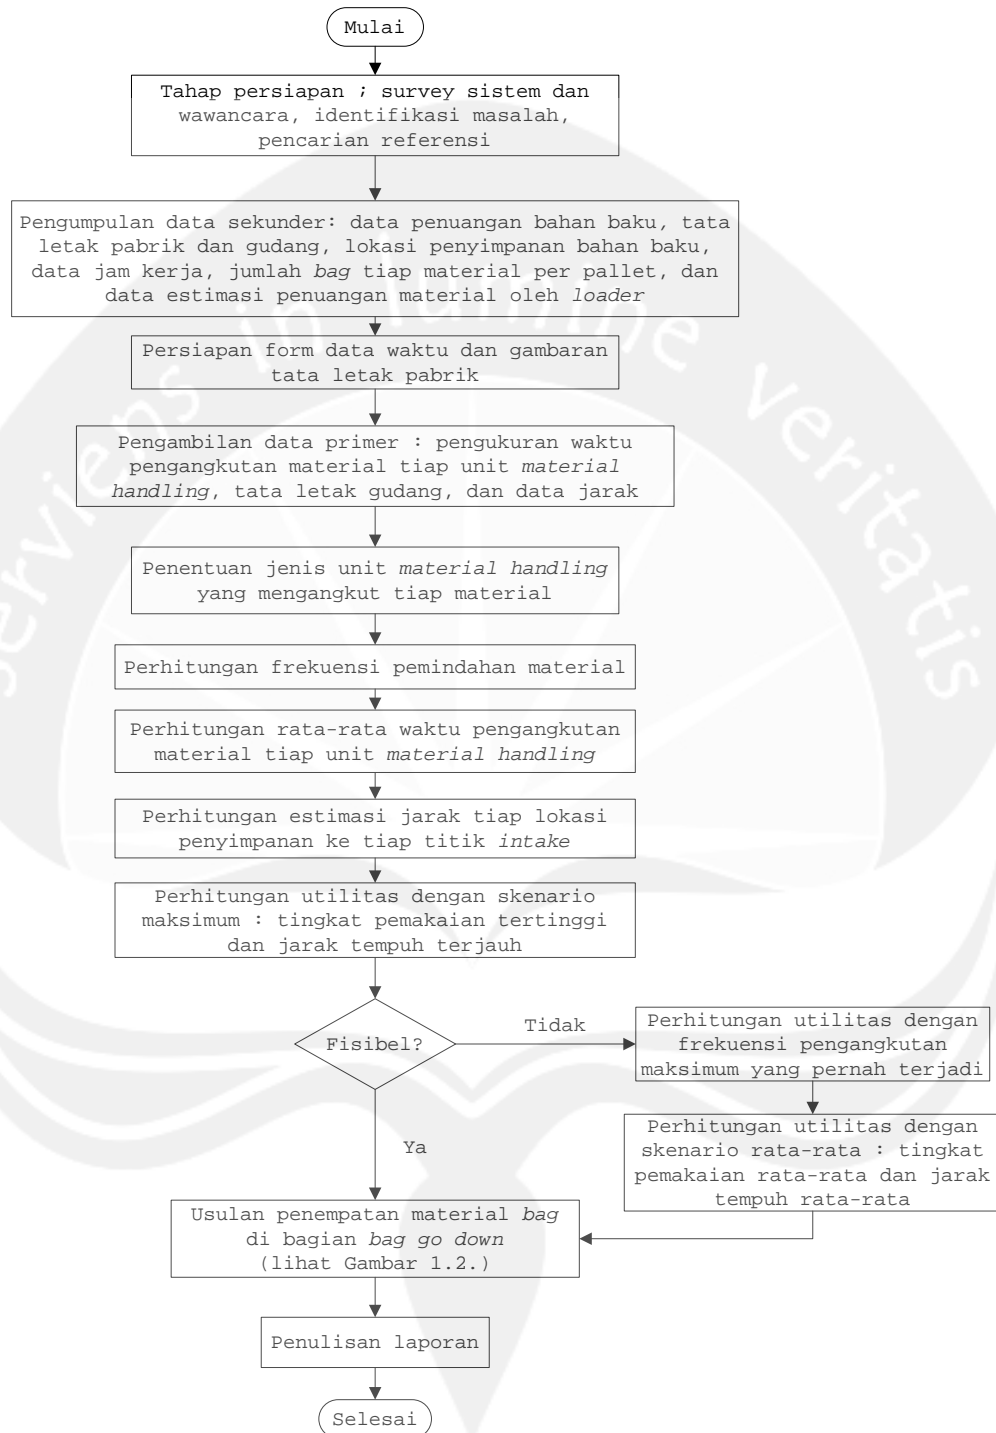 Mulai
Tahap persiapan ; survey sistem dan
wawancara, identifikasi masalah,
pencarian referensi
Pengumpulan data sekunder: data penuangan bahan baku, tata
letak pabrik dan gudang, lokasi penyimpanan bahan baku,
data jam kerja, jumlah bag tiap material per pallet, dan
data estimasi penuangan material oleh loader
Persiapan form data waktu dan gambaran
tata letak pabrik
Pengambilan data primer : pengukuran waktu
pengangkutan material tiap unit material
handling, tata letak gudang, dan data jarak
Penentuan jenis unit material handling
yang mengangkut tiap material
Perhitungan frekuensi pemindahan material
Perhitungan rata-rata waktu pengangkutan
material tiap unit material handling
Perhitungan estimasi jarak tiap lokasi
penyimpanan ke tiap titik intake
Perhitungan utilitas dengan skenario
maksimum : tingkat pemakaian tertinggi
dan jarak tempuh terjauh
Fisibel?
Tidak
Perhitungan utilitas dengan
frekuensi pengangkutan
maksimum yang pernah terjadi
Perhitungan utilitas dengan
skenario rata-rata : tingkat
pemakaian rata-rata dan jarak
tempuh rata-rata
Ya
Usulan penempatan material bag
di bagian bag go down
(lihat Gambar 1.2.)
Penulisan laporan
Selesai
serviens in lumine veritatis